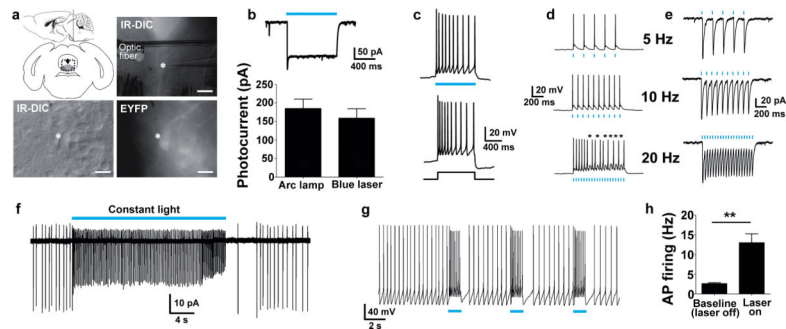 a
IR-DIC
Optic
fiber
*
IR-DIC
*
EYFP
*
b
50 pA
400 ms
Photocurrent (pA)
250
200
150
100
50
0
Arc lamp
Blue laser
c
20 mV
400 ms
d
5 Hz
20 mV
200 ms
10 Hz
* * * * * * *
20 Hz
e
20 pA
200 ms
f
Constant light
10 pA
4 s
g
40 mV
2 s
h
**
AP firing (Hz)
20
15
10
5
0
Baseline
(laser off)
Laser
on